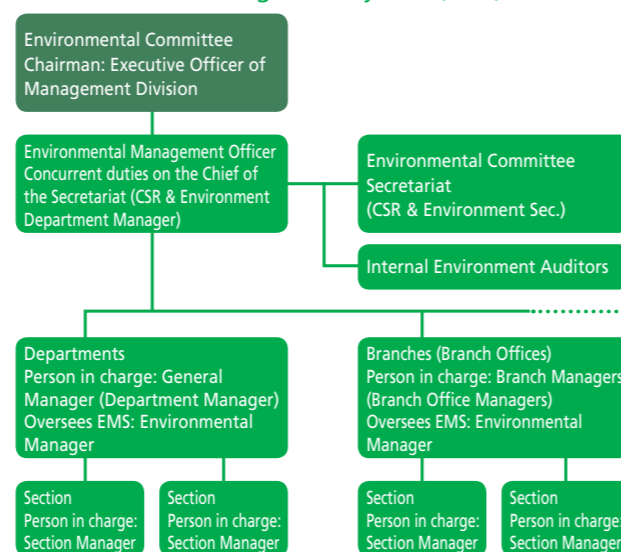 Environmental Committee
Chairman: Executive Officer of
Management Division
Environmental Management Officer
Concurrent duties on the Chief of
the Secretariat (CSR & Environment
Department Manager)
Environmental Committee
Secretariat
(CSR & Environment Sec.)
Internal Environment Auditors
Departments
Person in charge: General
Manager (Department Manager)
Oversees EMS: Environmental
Manager
Branches (Branch Offices)
Person in charge: Branch Managers
(Branch Office Managers)
Oversees EMS: Environmental
Manager
Section
Person in charge:
Section Manager
Section
Person in charge:
Section Manager
Section
Person in charge:
Section Manager
Section
Person in charge:
Section Manager